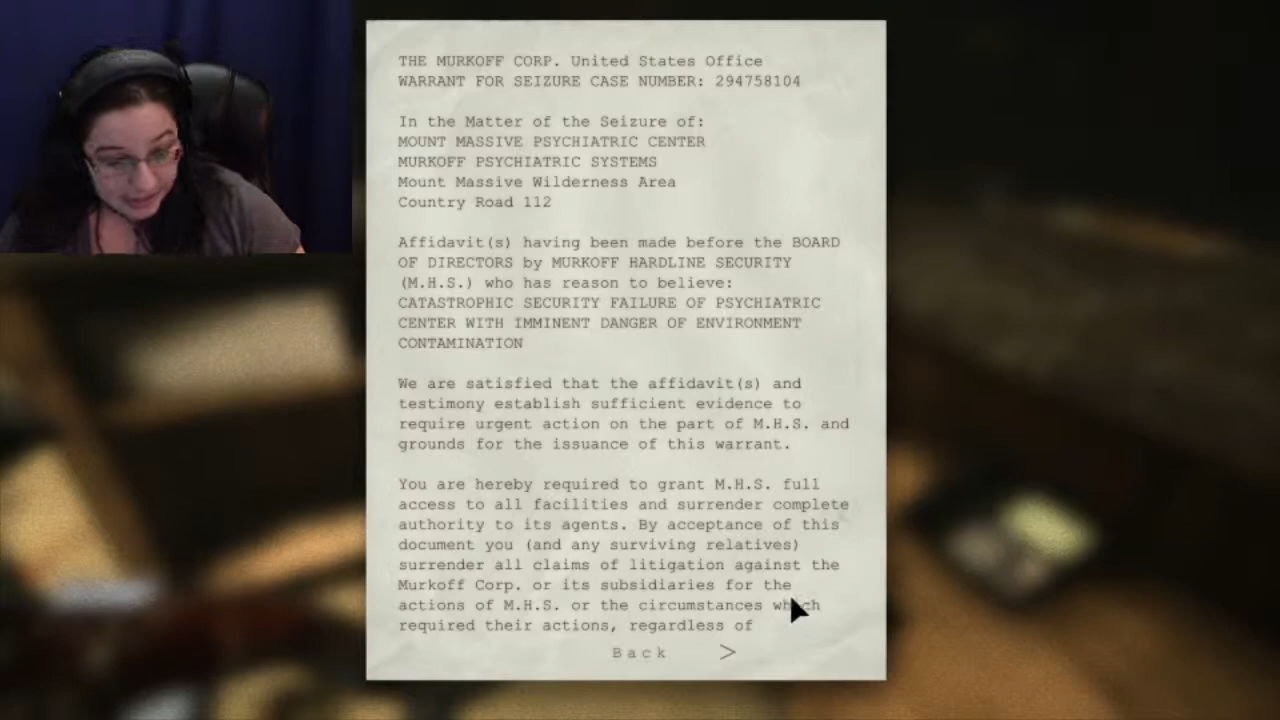 THE MURKOFF CORP. United States Office
WARRANT FOR SEIZURE CASE NUMBER: 294758104
In the Matter of the Seizure of:
MOUNT MASSIVE PSYCHIATRIC CENTER
MURKOFF PSYCHIATRIC SYSTEMS
Mount Massive Wilderness Area
Country Road 112
Affidavit(s) having been made before the BOARD
OF DIRECTORS by MURKOFF HARDLINE SECURITY
(M.H.S.) who has reason to believe:
CATASTROPHIC SECURITY FAILURE OF PSYCHIATRIC
CENTER WITH IMMINENT DANGER OF ENVIRONMENT
CONTAMINATION
We are satisfied that the affidavit(s) and
testimony establish sufficient evidence to
require urgent action on the part of M.H.S. and
grounds for the issuance of this warrant.
You are hereby required to grant M.H.S. full
access to all facilities and surrender complete
authority to its agents. By acceptance of this
document you (and any surviving relatives)
surrender all claims of litigation against the
Murkoff Corp. or its subsidiaries for the
actions of M.H.S. or the circumstances which
required their actions, regardless of
Back >